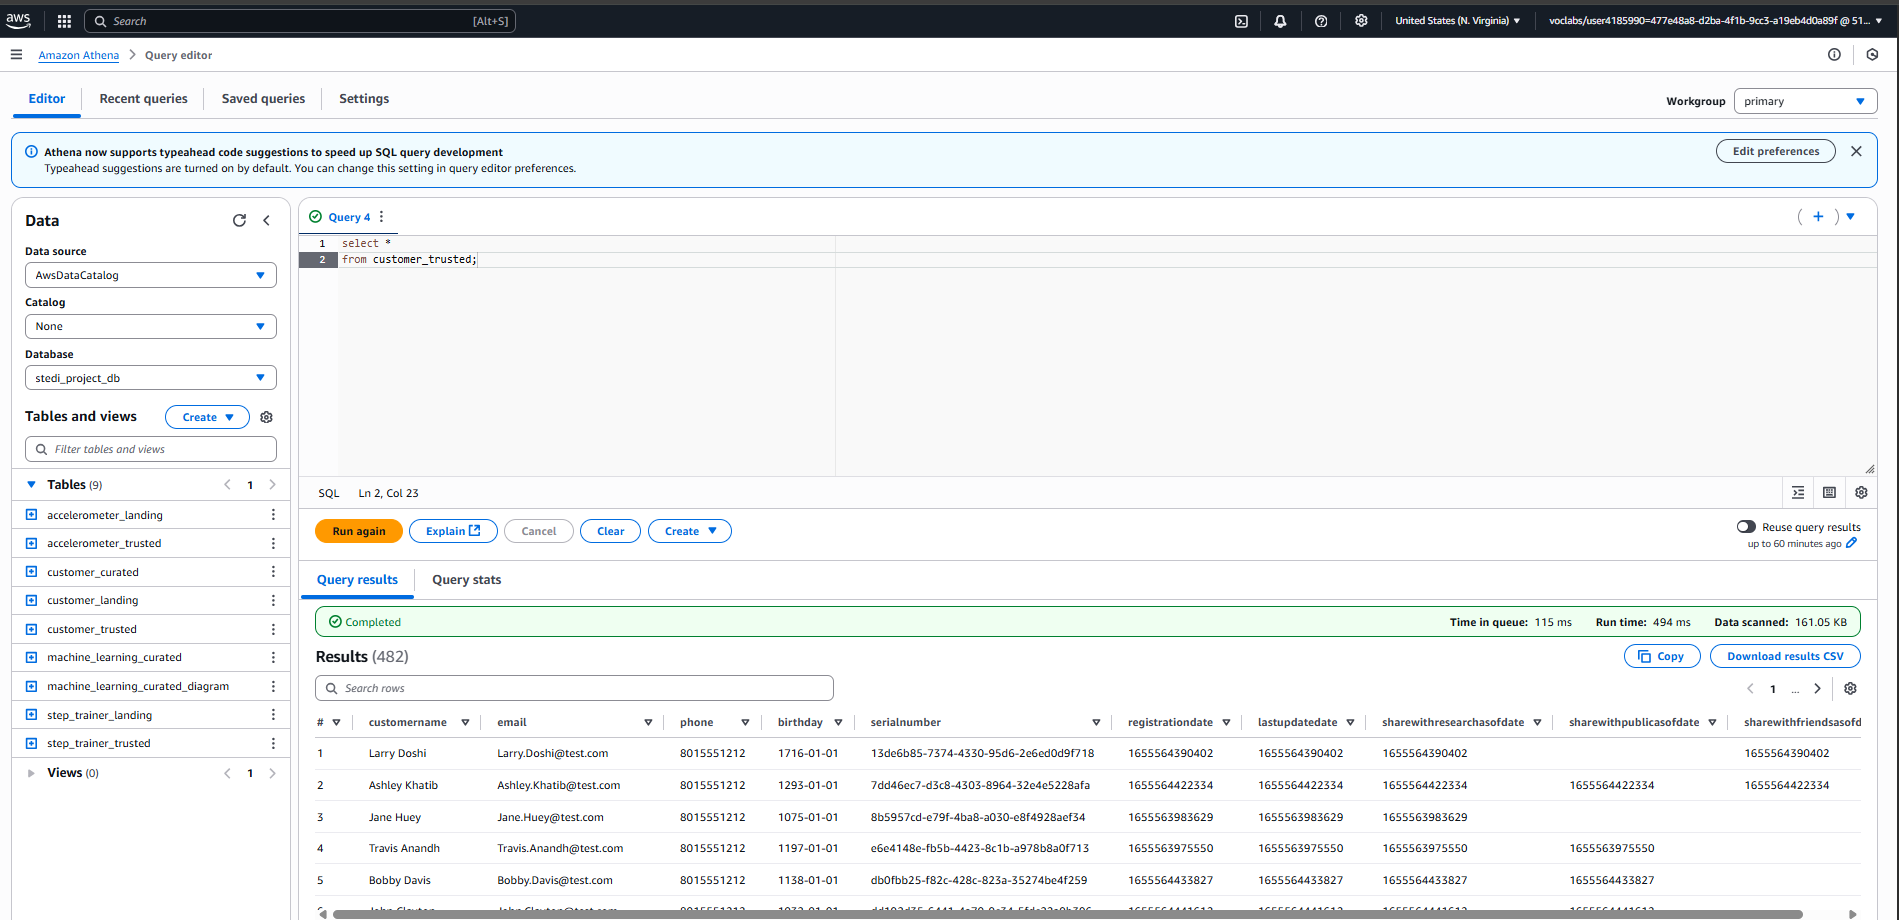 aws
Search [Alt+S]
United States (N. Virginia)
voclabs/user4185990=477e48a8-d2ba-4f1b-9cc3-a19eb4d0a89f @ 51...
Amazon Athena > Query editor
Editor
Recent queries
Saved queries
Settings
Workgroup
primary
Athena now supports typeahead code suggestions to speed up SQL query development
Typeahead suggestions are turned on by default. You can change this setting in query editor preferences.
Edit preferences
Data
Data source
AwsDataCatalog
Catalog
None
Database
stedi_project_db
Tables and views
Create
Filter tables and views
Tables (9)
1
accelerometer_landing
accelerometer_trusted
customer_curated
customer_landing
customer_trusted
machine_learning_curated
machine_learning_curated_diagram
step_trainer_landing
step_trainer_trusted
Views (0)
1
Query 4
1 select *
2 from customer_trusted;
SQL Ln 2, Col 23
Run again
Explain
Cancel
Clear
Create
Reuse query results
up to 60 minutes ago
Query results
Query stats
Completed
Time in queue: 115 ms Run time: 494 ms Data scanned: 161.05 KB
Results (482)
Copy
Download results CSV
Search rows
1 ...
# customername email phone birthday serialnumber registrationdate lastupdatedate sharewithresearchasofdate sharewithpublicasofdate sharewithfriendsasofd
1 Larry Doshi Larry.Doshi@test.com 8015551212 1716-01-01 13de6b85-7374-4330-95d6-2e6ed0d9f718 1655564390402 1655564390402 1655564390402 1655564390402
2 Ashley Khatib Ashley.Khatib@test.com 8015551212 1293-01-01 7dd46ec7-d3c8-4303-8964-32e4e5228afa 1655564422334 1655564422334 1655564422334 1655564422334 1655564422334
3 Jane Huey Jane.Huey@test.com 8015551212 1075-01-01 8b5957cd-e79f-4ba8-a030-e8f4928aef34 1655563983629 1655563983629 1655563983629
4 Travis Anandh Travis.Anandh@test.com 8015551212 1197-01-01 e6e4148e-fb5b-4423-8c1b-a978b8a0f713 1655563975550 1655563975550 1655563975550 1655563975550
5 Bobby Davis Bobby.Davis@test.com 8015551212 1138-01-01 db0fbb25-f82c-428c-823a-35274be4f259 1655564433827 1655564433827 1655564433827 1655564433827